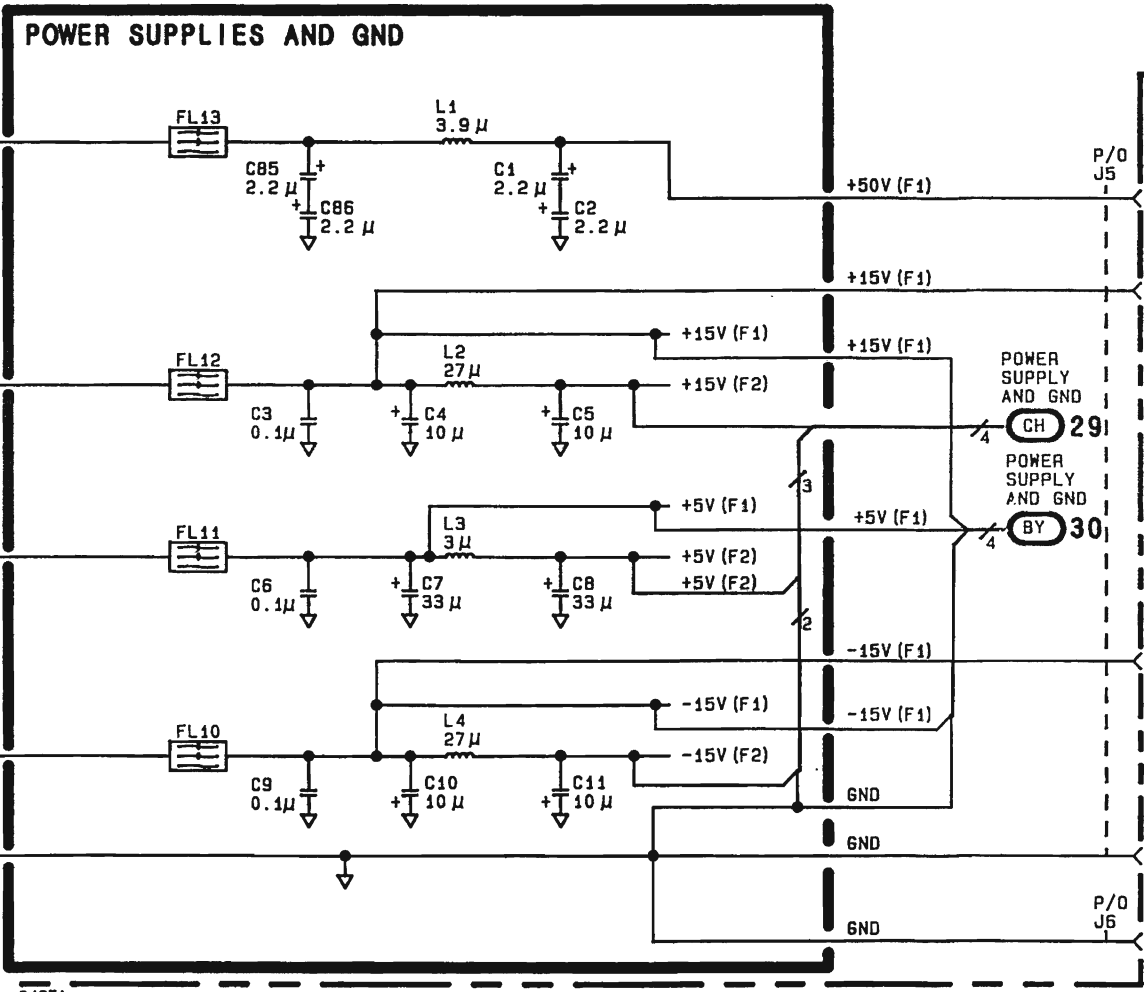 POWER SUPPLIES AND GND
FL13
L1
3.9 μ
C85
2.2 μ
+
+
C86
2.2 μ
C1
2.2 μ
+
+
C2
2.2 μ
+50V (F1)
P/O
J5
+15V (F1)
+15V (F1)
+15V (F1)
FL12
L2
27 μ
+15V (F2)
C3
0.1μ
+
C4
10 μ
+
C5
10 μ
POWER
SUPPLY
AND GND
CH
29
4
3
POWER
SUPPLY
AND GND
BY
30
4
+5V (F1)
+5V (F1)
FL11
L3
3 μ
+5V (F2)
+5V (F2)
C6
0.1μ
+
C7
33 μ
+
C8
33 μ
2
-15V (F1)
-15V (F1)
-15V (F1)
FL10
L4
27 μ
-15V (F2)
C9
0.1μ
+
C10
10 μ
+
C11
10 μ
GND
GND
P/O
J6
GND